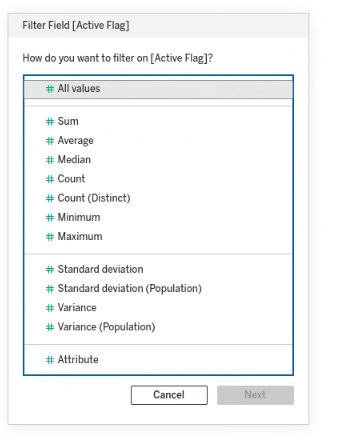 Filter Field [Active Flag]
How do you want to filter on [Active Flag]?
# All values
# Sum
# Average
# Median
# Count
# Count (Distinct)
# Minimum
# Maximum
# Standard deviation
# Standard deviation (Population)
# Variance
# Variance (Population)
# Attribute
Cancel Next